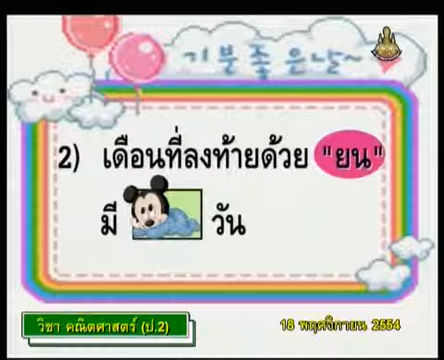 기분 좋은날~
2) เดือนที่ลงท้ายด้วย "ยน"
มี วัน
วิชา คณิตศาสตร์ (ป.2)
18 พฤศจิกายน 2554